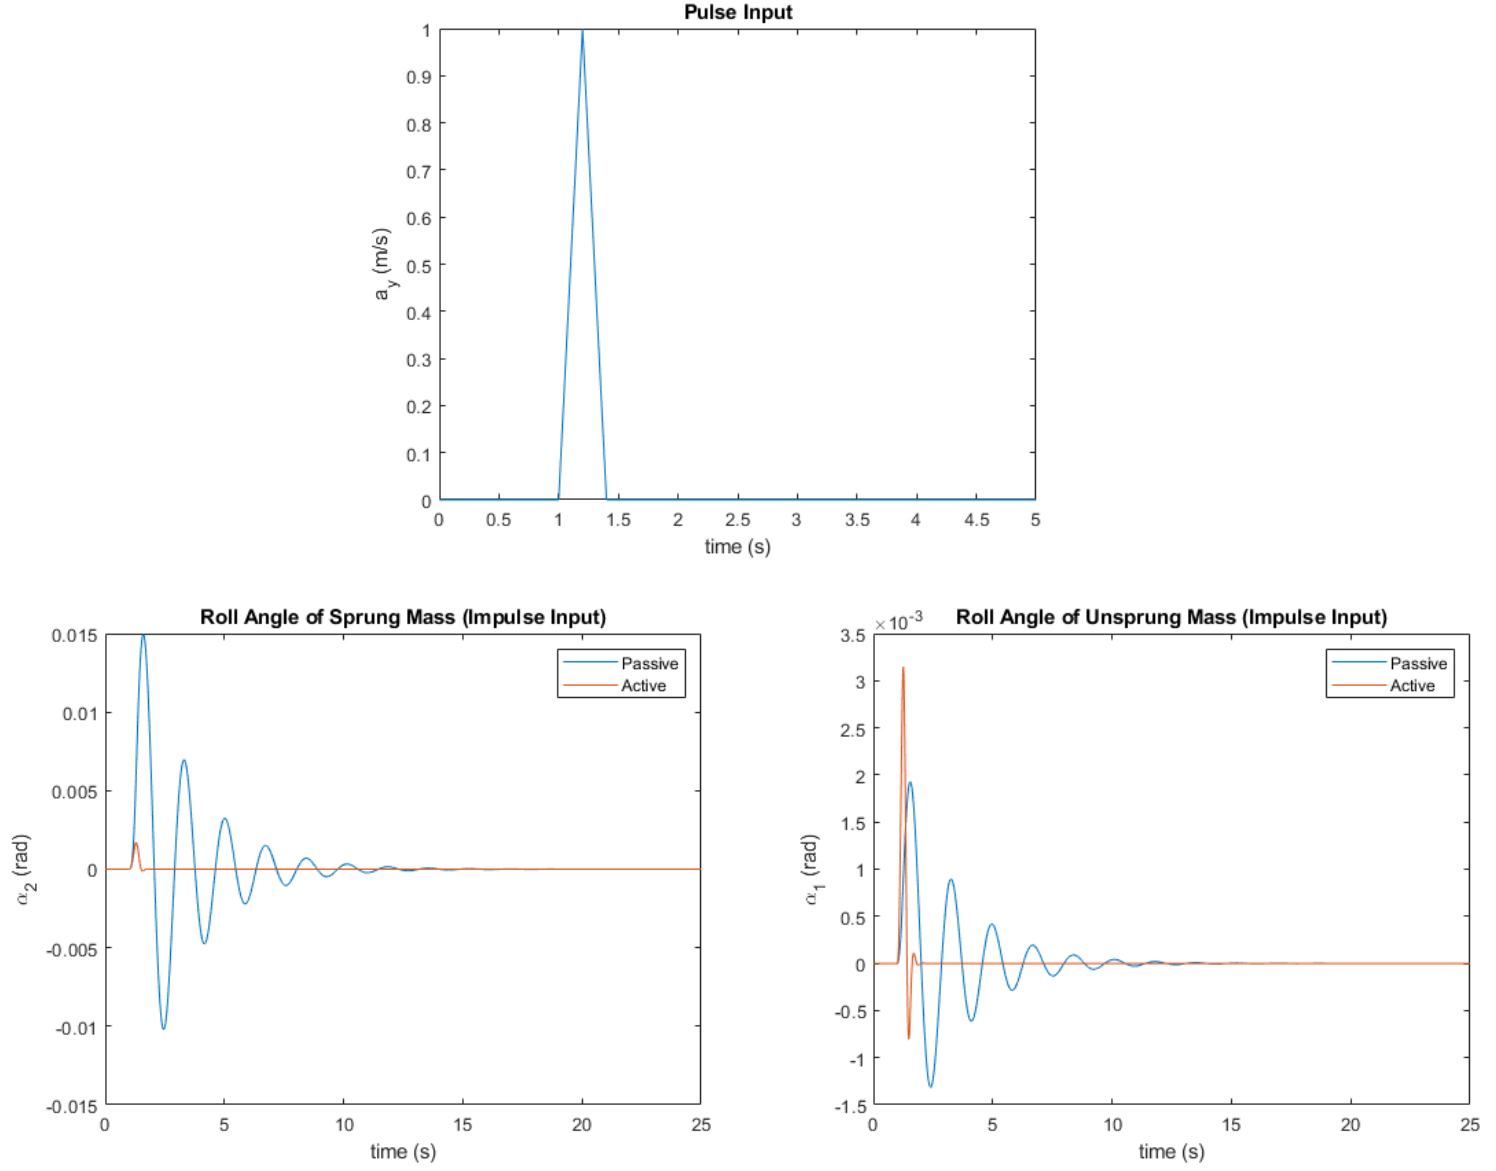 Pulse Input
1
0.9
0.8
0.7
0.6
0.5
0.4
0.3
0.2
0.1
0
a_y (m/s)
0 0.5 1 1.5 2 2.5 3 3.5 4 4.5 5
time (s)
Roll Angle of Sprung Mass (Impulse Input)
0.015
0.01
0.005
0
-0.005
-0.01
-0.015
α_2 (rad)
Passive
Active
0 5 10 15 20 25
time (s)
Roll Angle of Unsprung Mass (Impulse Input)
×10^-3
3.5
3
2.5
2
1.5
1
0.5
0
-0.5
-1
-1.5
α_1 (rad)
Passive
Active
0 5 10 15 20 25
time (s)